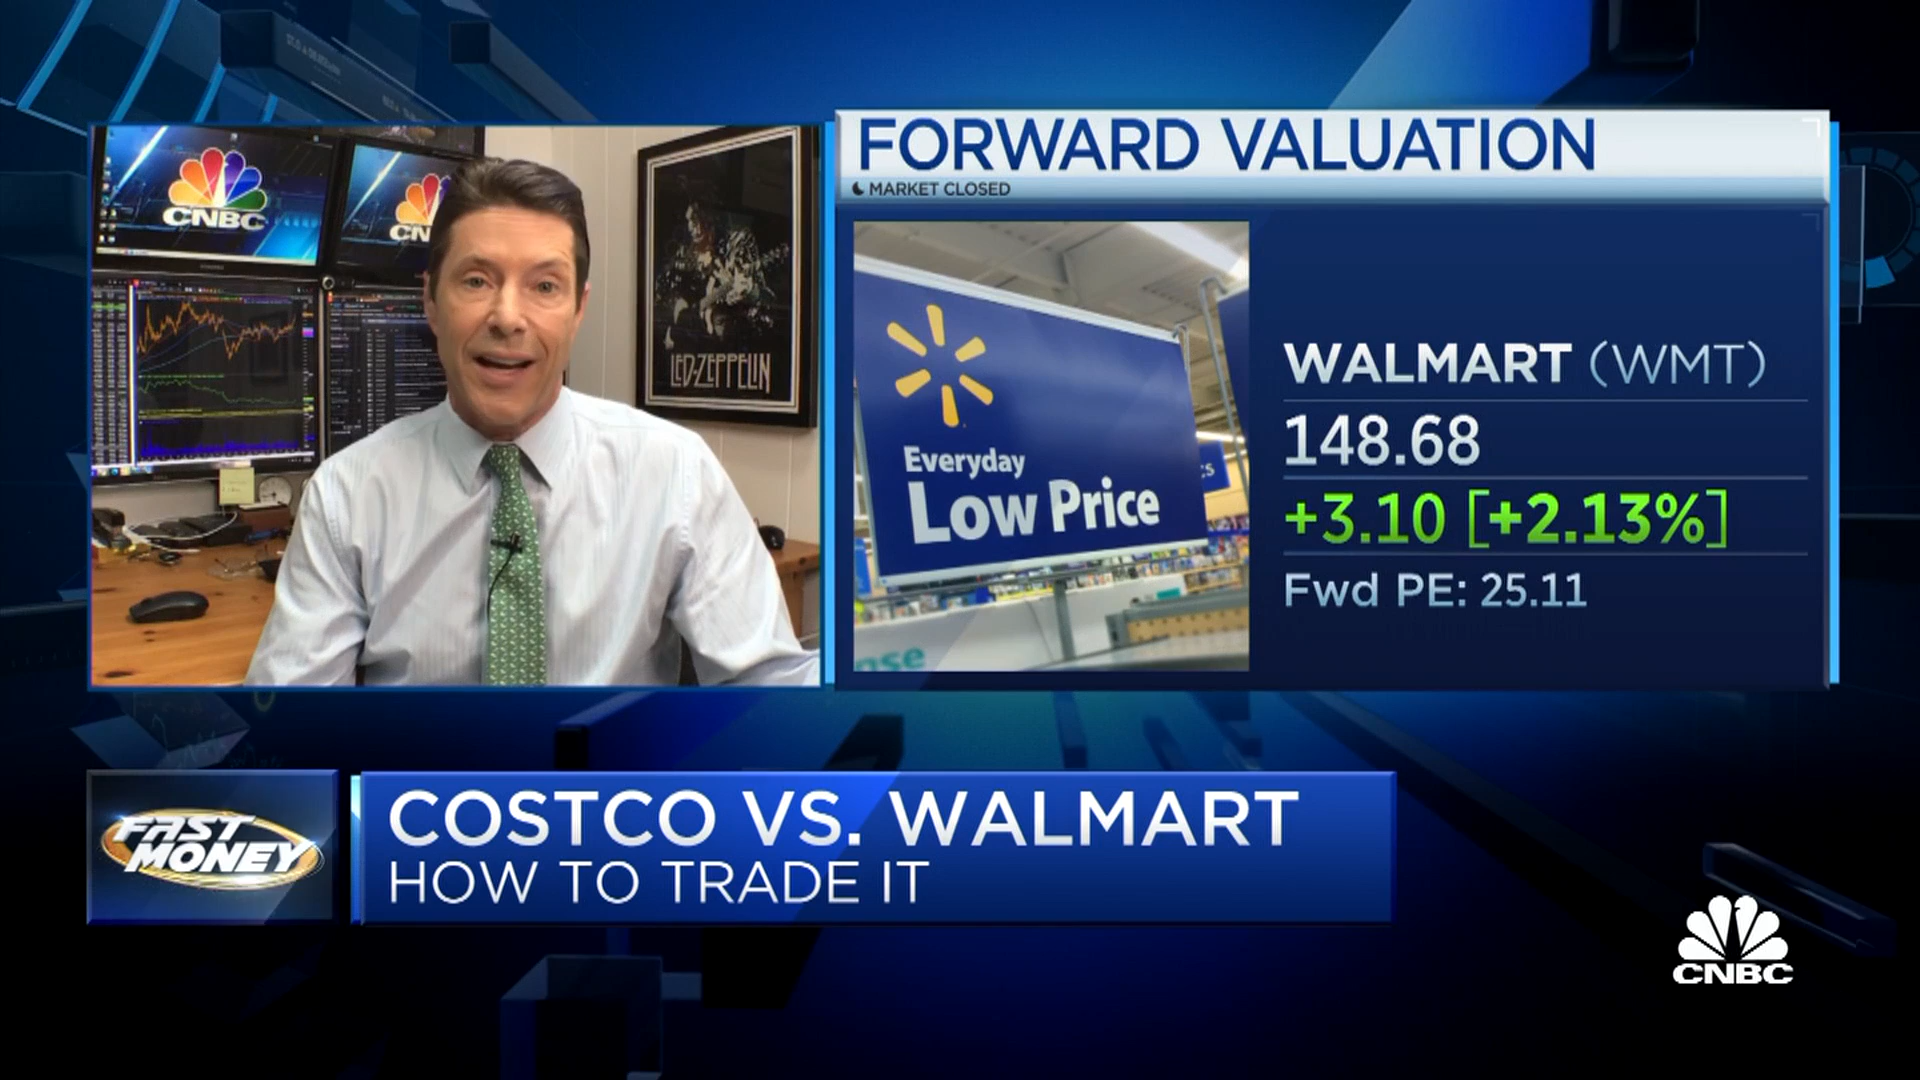 CNBC
CN
LED-ZEPPELIN
FORWARD VALUATION
MARKET CLOSED
Everyday
Low Price
WALMART (WMT)
148.68
+3.10 [+2.13%]
Fwd PE: 25.11
FAST
MONEY
COSTCO VS. WALMART
HOW TO TRADE IT
CNBC